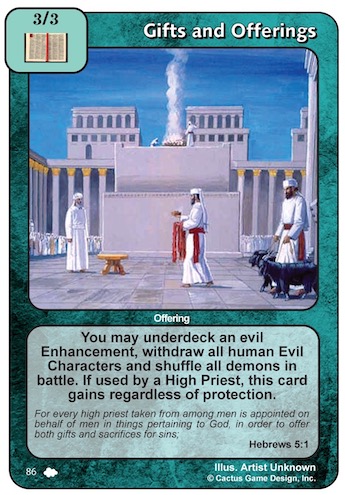 3/3
Gifts and Offerings
Offering
You may underdeck an evil
Enhancement, withdraw all human Evil
Characters and shuffle all demons in
battle. If used by a High Priest, this card
gains regardless of protection.
For every high priest taken from among men is appointed on
behalf of men in things pertaining to God, in order to offer
both gifts and sacrifices for sins;
Hebrews 5:1
Illus. Artist Unknown
86
© Cactus Game Design, Inc.